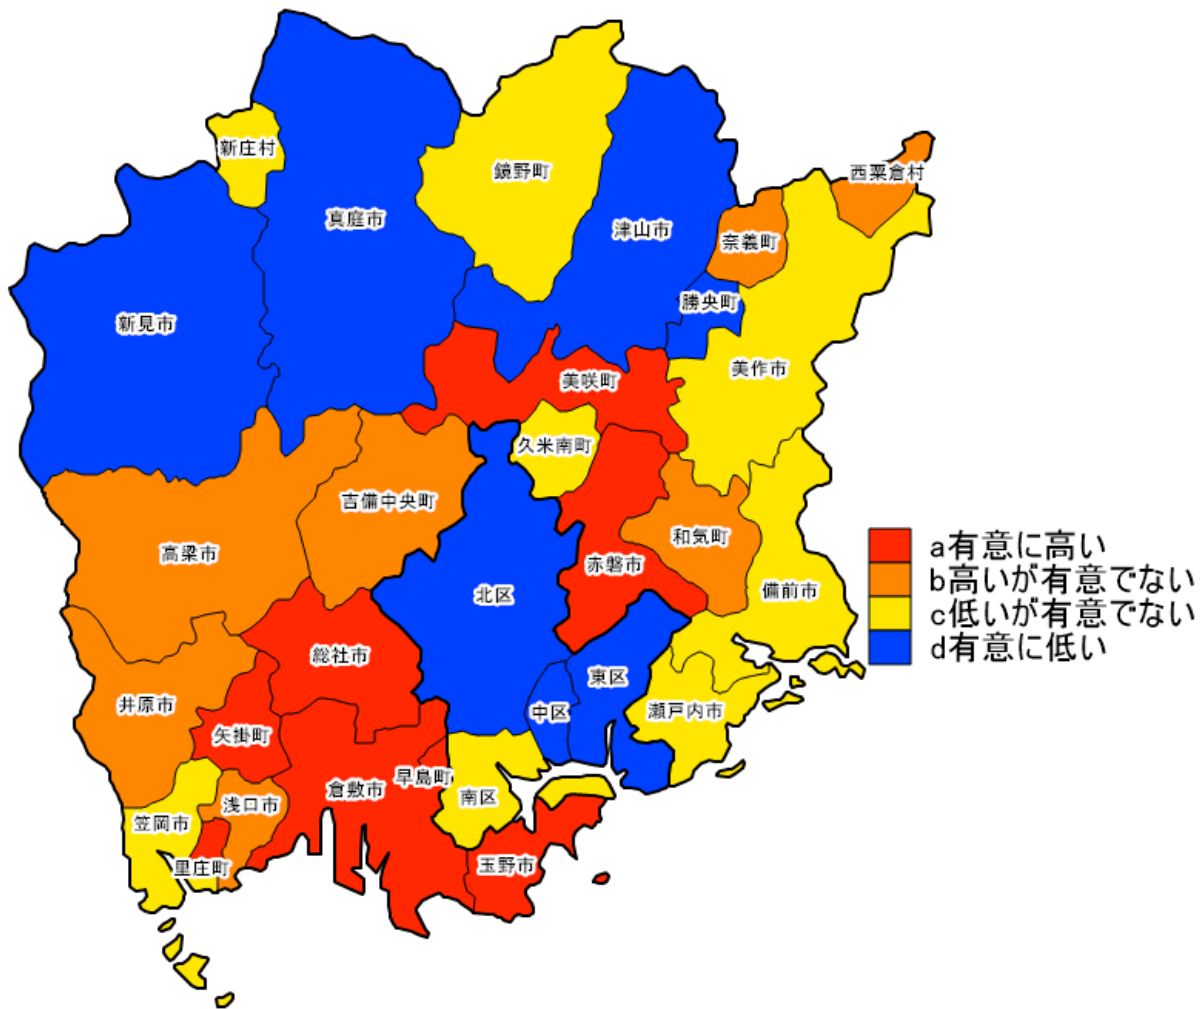 新庄村
鏡野町
西粟倉村
真庭市
津山市
奈義町
勝央町
新見市
美作市
美咲町
久米南町
吉備中央町
高梁市
和気町
赤磐市
備前市
北区
総社市
東区
井原市
中区
瀬戸内市
矢掛町
早島町
倉敷市
南区
浅口市
笠岡市
里庄町
玉野市
a有意に高い
b高いが有意でない
c低いが有意でない
d有意に低い